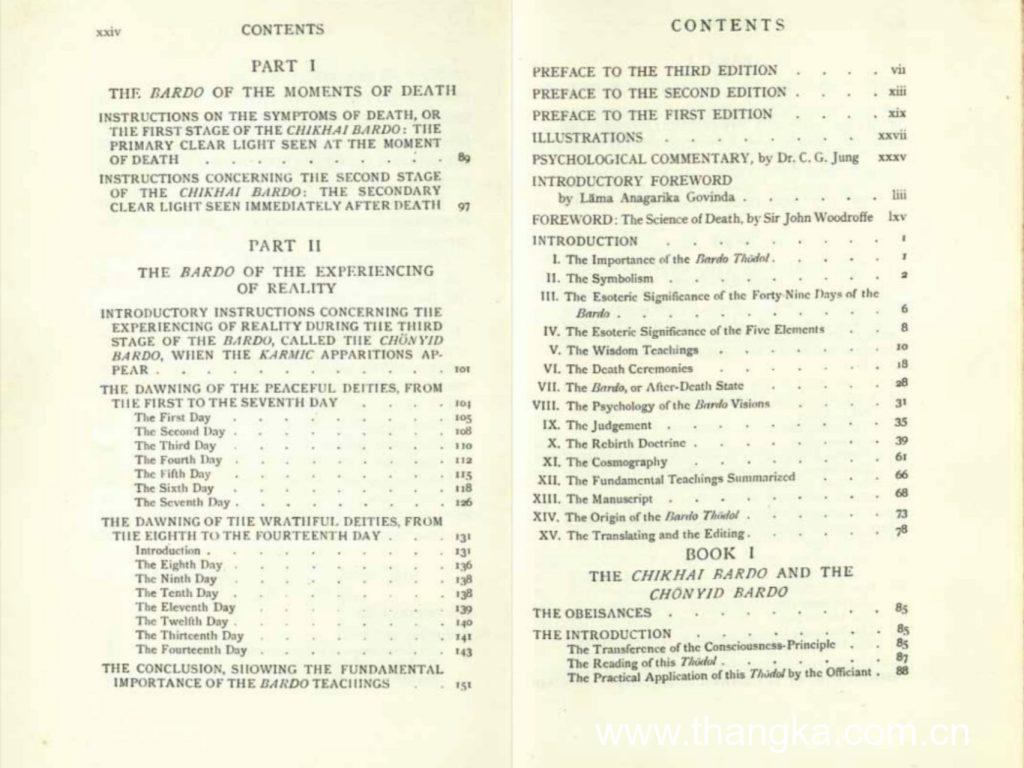 xxiv CONTENTS
PART I
THE BARDO OF THE MOMENTS OF DEATH
INSTRUCTIONS ON THE SYMPTOMS OF DEATH, OR
THE FIRST STAGE OF THE CHIKHAI BARDO: THE
PRIMARY CLEAR LIGHT SEEN AT THE MOMENT
OF DEATH . . . . . . . . . . 89
INSTRUCTIONS CONCERNING THE SECOND STAGE
OF THE CHIKHAI BARDO: THE SECONDARY
CLEAR LIGHT SEEN IMMEDIATELY AFTER DEATH 97
PART II
THE BARDO OF THE EXPERIENCING
OF REALITY
INTRODUCTORY INSTRUCTIONS CONCERNING THE
EXPERIENCING OF REALITY DURING THE THIRD
STAGE OF THE BARDO, CALLED THE CHÖNYID
BARDO, WHEN THE KARMIC APPARITIONS AP-
PEAR . . . . . . . . . . . 101
THE DAWNING OF THE PEACEFUL DEITIES, FROM
THE FIRST TO THE SEVENTH DAY . . . . 104
The First Day . . . . . . . . 105
The Second Day . . . . . . . . 108
The Third Day . . . . . . . . 110
The Fourth Day . . . . . . . . 112
The Fifth Day . . . . . . . . 115
The Sixth Day . . . . . . . . 118
The Seventh Day . . . . . . . . 126
THE DAWNING OF THE WRATHFUL DEITIES, FROM
THE EIGHTH TO THE FOURTEENTH DAY . . . 131
Introduction . . . . . . . . . 131
The Eighth Day . . . . . . . . 136
The Ninth Day . . . . . . . . 138
The Tenth Day . . . . . . . . 138
The Eleventh Day . . . . . . . 139
The Twelfth Day . . . . . . . . 140
The Thirteenth Day . . . . . . . 141
The Fourteenth Day . . . . . . . 143
THE CONCLUSION, SHOWING THE FUNDAMENTAL
IMPORTANCE OF THE BARDO TEACHINGS . . 151
CONTENTS
PREFACE TO THE THIRD EDITION . . . . vii
PREFACE TO THE SECOND EDITION . . . . xiii
PREFACE TO THE FIRST EDITION . . . . xix
ILLUSTRATIONS . . . . . . . xxvii
PSYCHOLOGICAL COMMENTARY, by Dr. C. G. Jung xxxv
INTRODUCTORY FOREWORD
by Lāma Anagarika Govinda . . . . . . liii
FOREWORD: The Science of Death, by Sir John Woodroffe lxv
INTRODUCTION . . . . . . . . . 1
I. The Importance of the Bardo Thödol . . . . . 1
II. The Symbolism . . . . . . . . 2
III. The Esoteric Significance of the Forty-Nine Days of the
Bardo . . . . . . . . . . 6
IV. The Esoteric Significance of the Five Elements . . 8
V. The Wisdom Teachings . . . . . . . 10
VI. The Death Ceremonies . . . . . . . 18
VII. The Bardo, or After-Death State . . . . . 28
VIII. The Psychology of the Bardo Visions . . . . 31
IX. The Judgement . . . . . . . . 35
X. The Rebirth Doctrine . . . . . . . 39
XI. The Cosmography . . . . . . . . 61
XII. The Fundamental Teachings Summarized . . . 66
XIII. The Manuscript . . . . . . . . 68
XIV. The Origin of the Bardo Thödol . . . . . . 73
XV. The Translating and the Editing . . . . . . 78
BOOK I
THE CHIKHAI BARDO AND THE
CHÖNYID BARDO
THE OBEISANCES . . . . . . . . 85
THE INTRODUCTION . . . . . . . . 85
The Transference of the Consciousness-Principle . . 85
The Reading of this Thödol . . . . . . . 87
The Practical Application of this Thödol by the Officiant . 88
www.thangka.com.cn